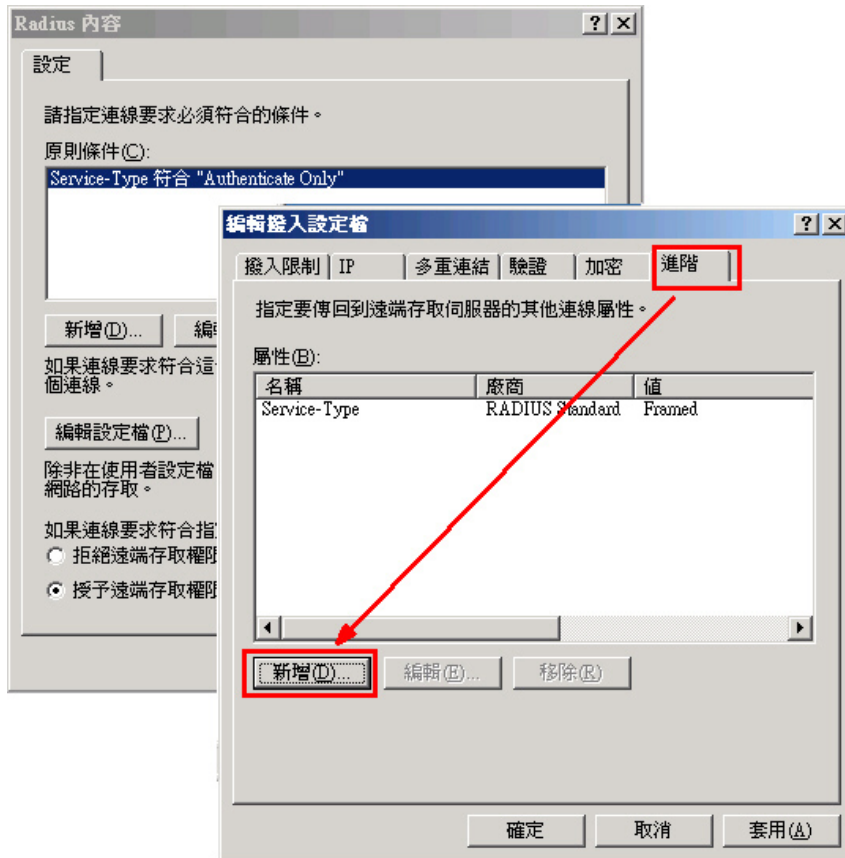 Radius 內容
設定
請指定連線要求必須符合的條件。
原則條件(C):
Service-Type 符合 "Authenticate Only"
新增(D)...
如果連線要求符合這
個連線。
編輯設定檔(P)...
除非在使用者設定檔
網路的存取。
如果連線要求符合指
拒絕遠端存取權限
授予遠端存取權限
編輯撥入設定檔
撥入限制 IP 多重連結 驗證 加密 進階
指定要傳回到遠端存取伺服器的其他連線屬性。
屬性(B):
名稱 廠商 值
Service-Type RADIUS Standard Framed
新增(D)... 編輯(E)... 移除(R)
確定 取消 套用(A)